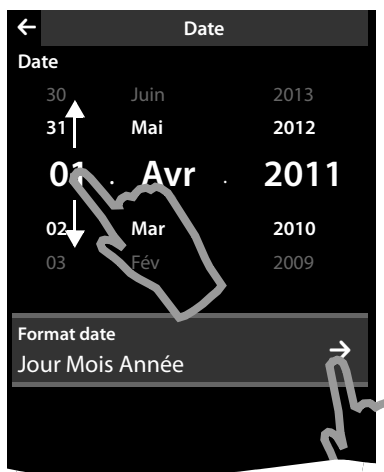 Date
Date
30 Juin 2013
31 Mai 2012
01 . Avr . 2011
02 Mar 2010
03 Fév 2009
Format date
Jour Mois Année